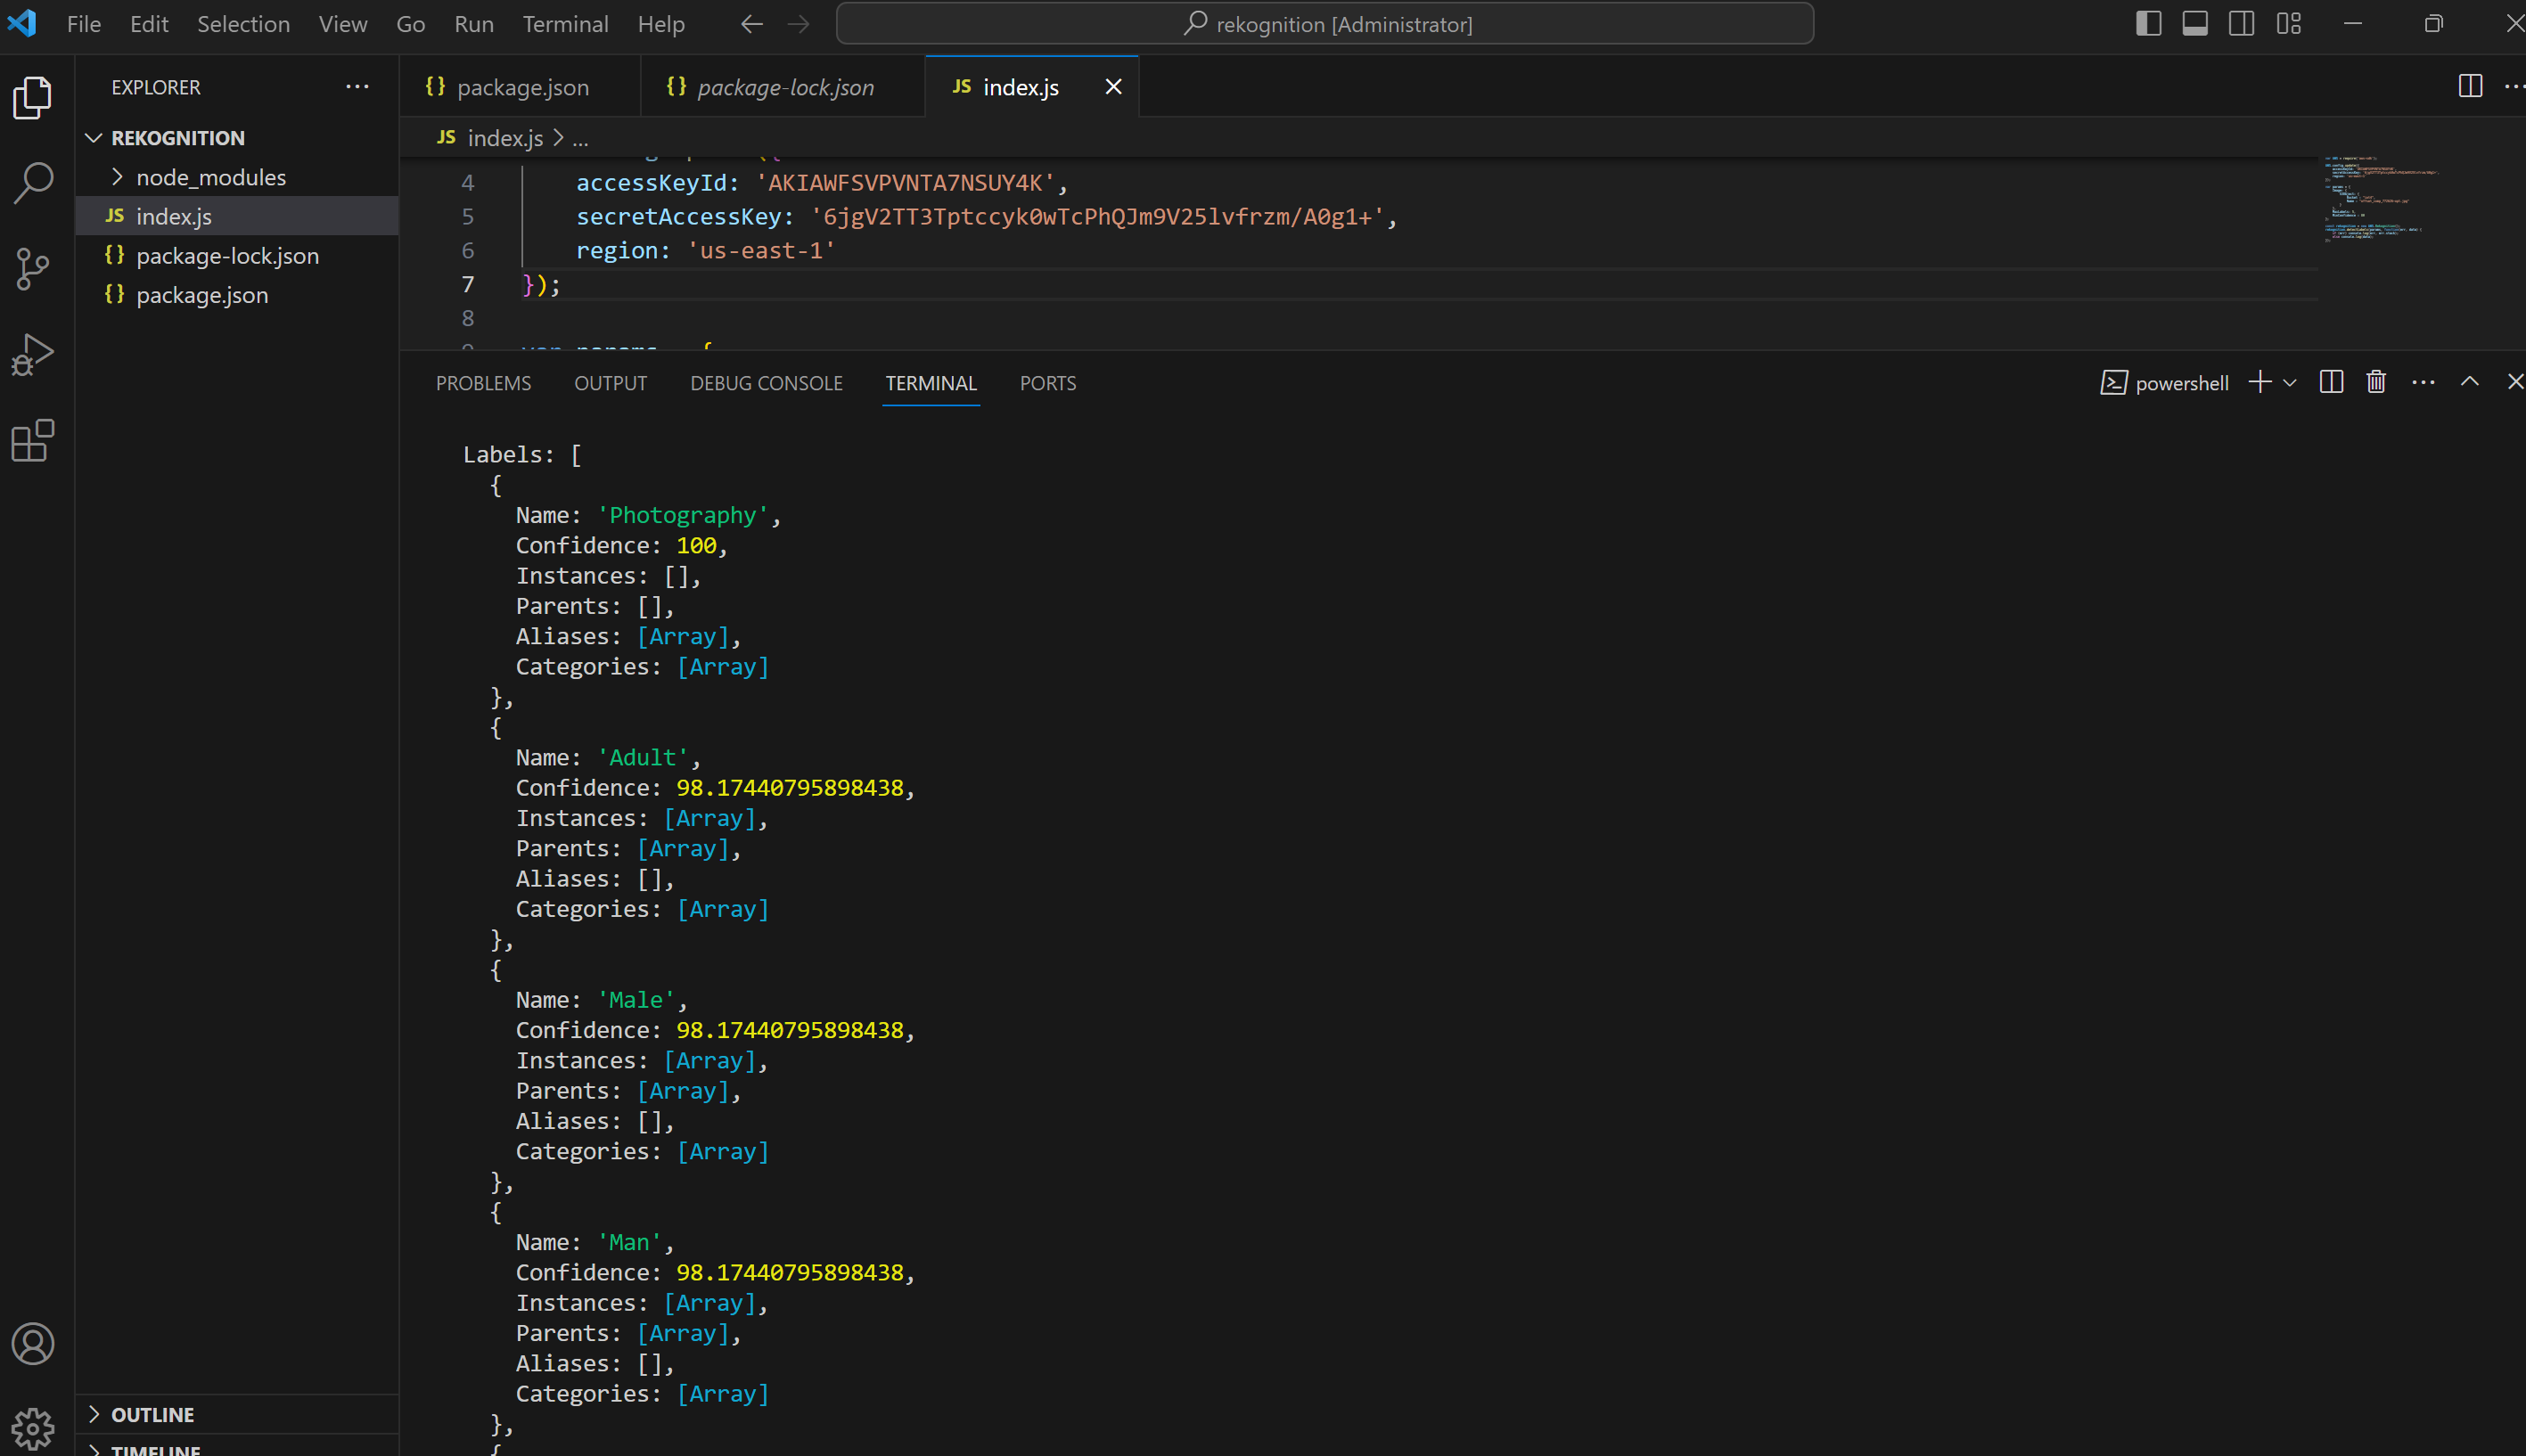 File Edit Selection View Go Run Terminal Help
rekognition [Administrator]
EXPLORER
REKOGNITION
node_modules
JS index.js
{} package-lock.json
{} package.json
OUTLINE
TIMELINE
{} package.json
{} package-lock.json
JS index.js
JS index.js > ...
4 accessKeyId: 'AKIAWFSVPVNTA7NSUY4K',
5 secretAccessKey: '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',
6 region: 'us-east-1'
7 });
8
PROBLEMS OUTPUT DEBUG CONSOLE TERMINAL PORTS
powershell
Labels: [
{
Name: 'Photography',
Confidence: 100,
Instances: [],
Parents: [],
Aliases: [Array],
Categories: [Array]
},
{
Name: 'Adult',
Confidence: 98.17440795898438,
Instances: [Array],
Parents: [Array],
Aliases: [],
Categories: [Array]
},
{
Name: 'Male',
Confidence: 98.17440795898438,
Instances: [Array],
Parents: [Array],
Aliases: [],
Categories: [Array]
},
{
Name: 'Man',
Confidence: 98.17440795898438,
Instances: [Array],
Parents: [Array],
Aliases: [],
Categories: [Array]
},
{